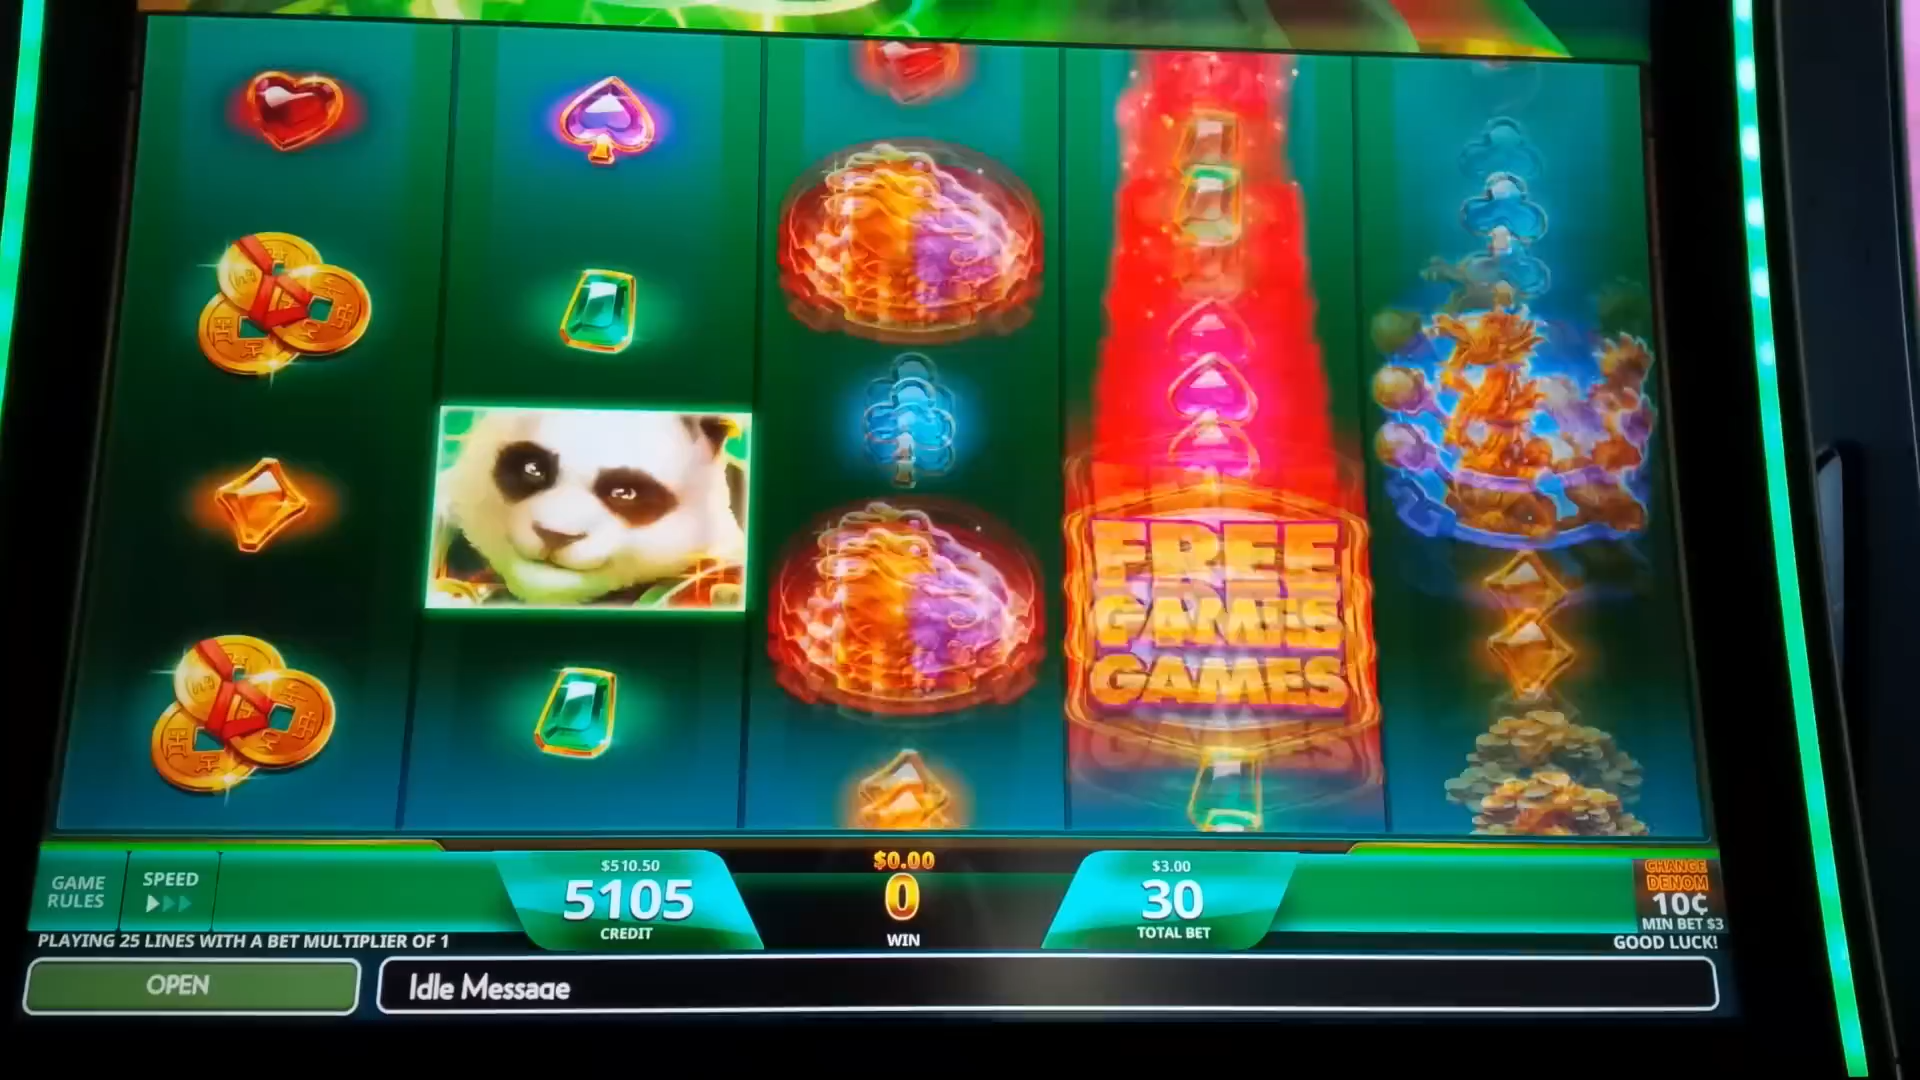 FREE
GAMES
GAMES
GAMES
GAME
RULES
SPEED
$510.50
5105
CREDIT
$0.00
0
WIN
$3.00
30
TOTAL BET
CHANGE
DENOM
10¢
MIN BET $3
PLAYING 25 LINES WITH A BET MULTIPLIER OF 1
GOOD LUCK!
OPEN
Idle Message